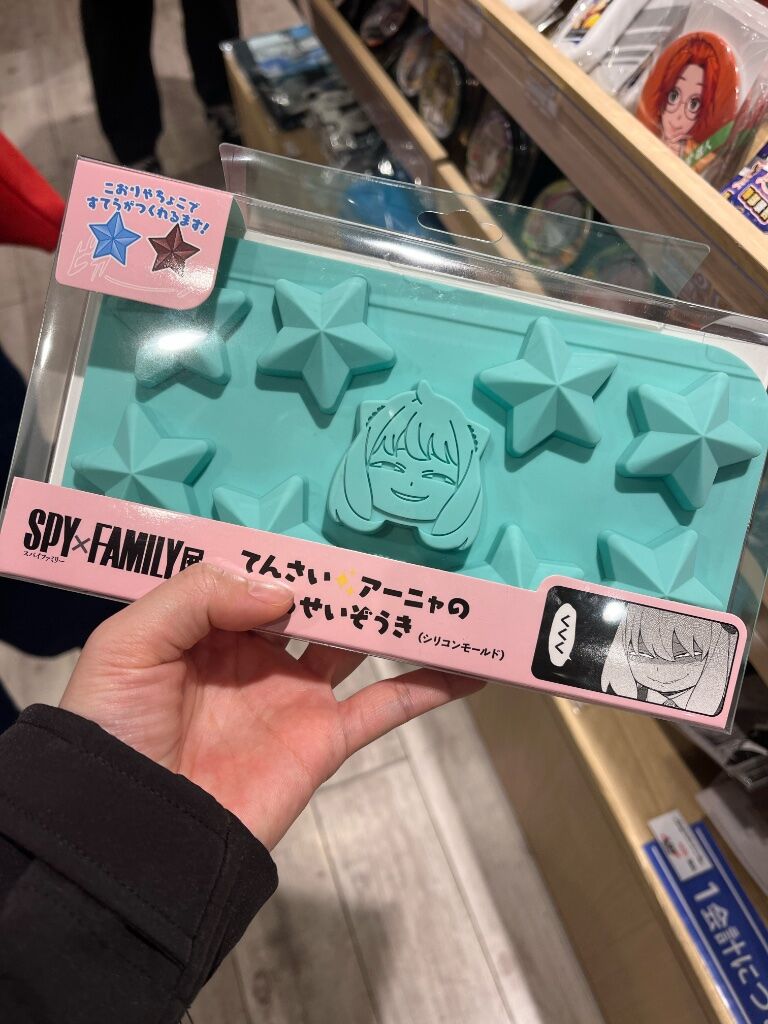 こおりやちょこで
すてらがつくれるます!
SPY×FAMILY展
スパイファミリー
てんさい アーニャの
せいぞうき
(シリコンモールド)
くくく
1会計につ